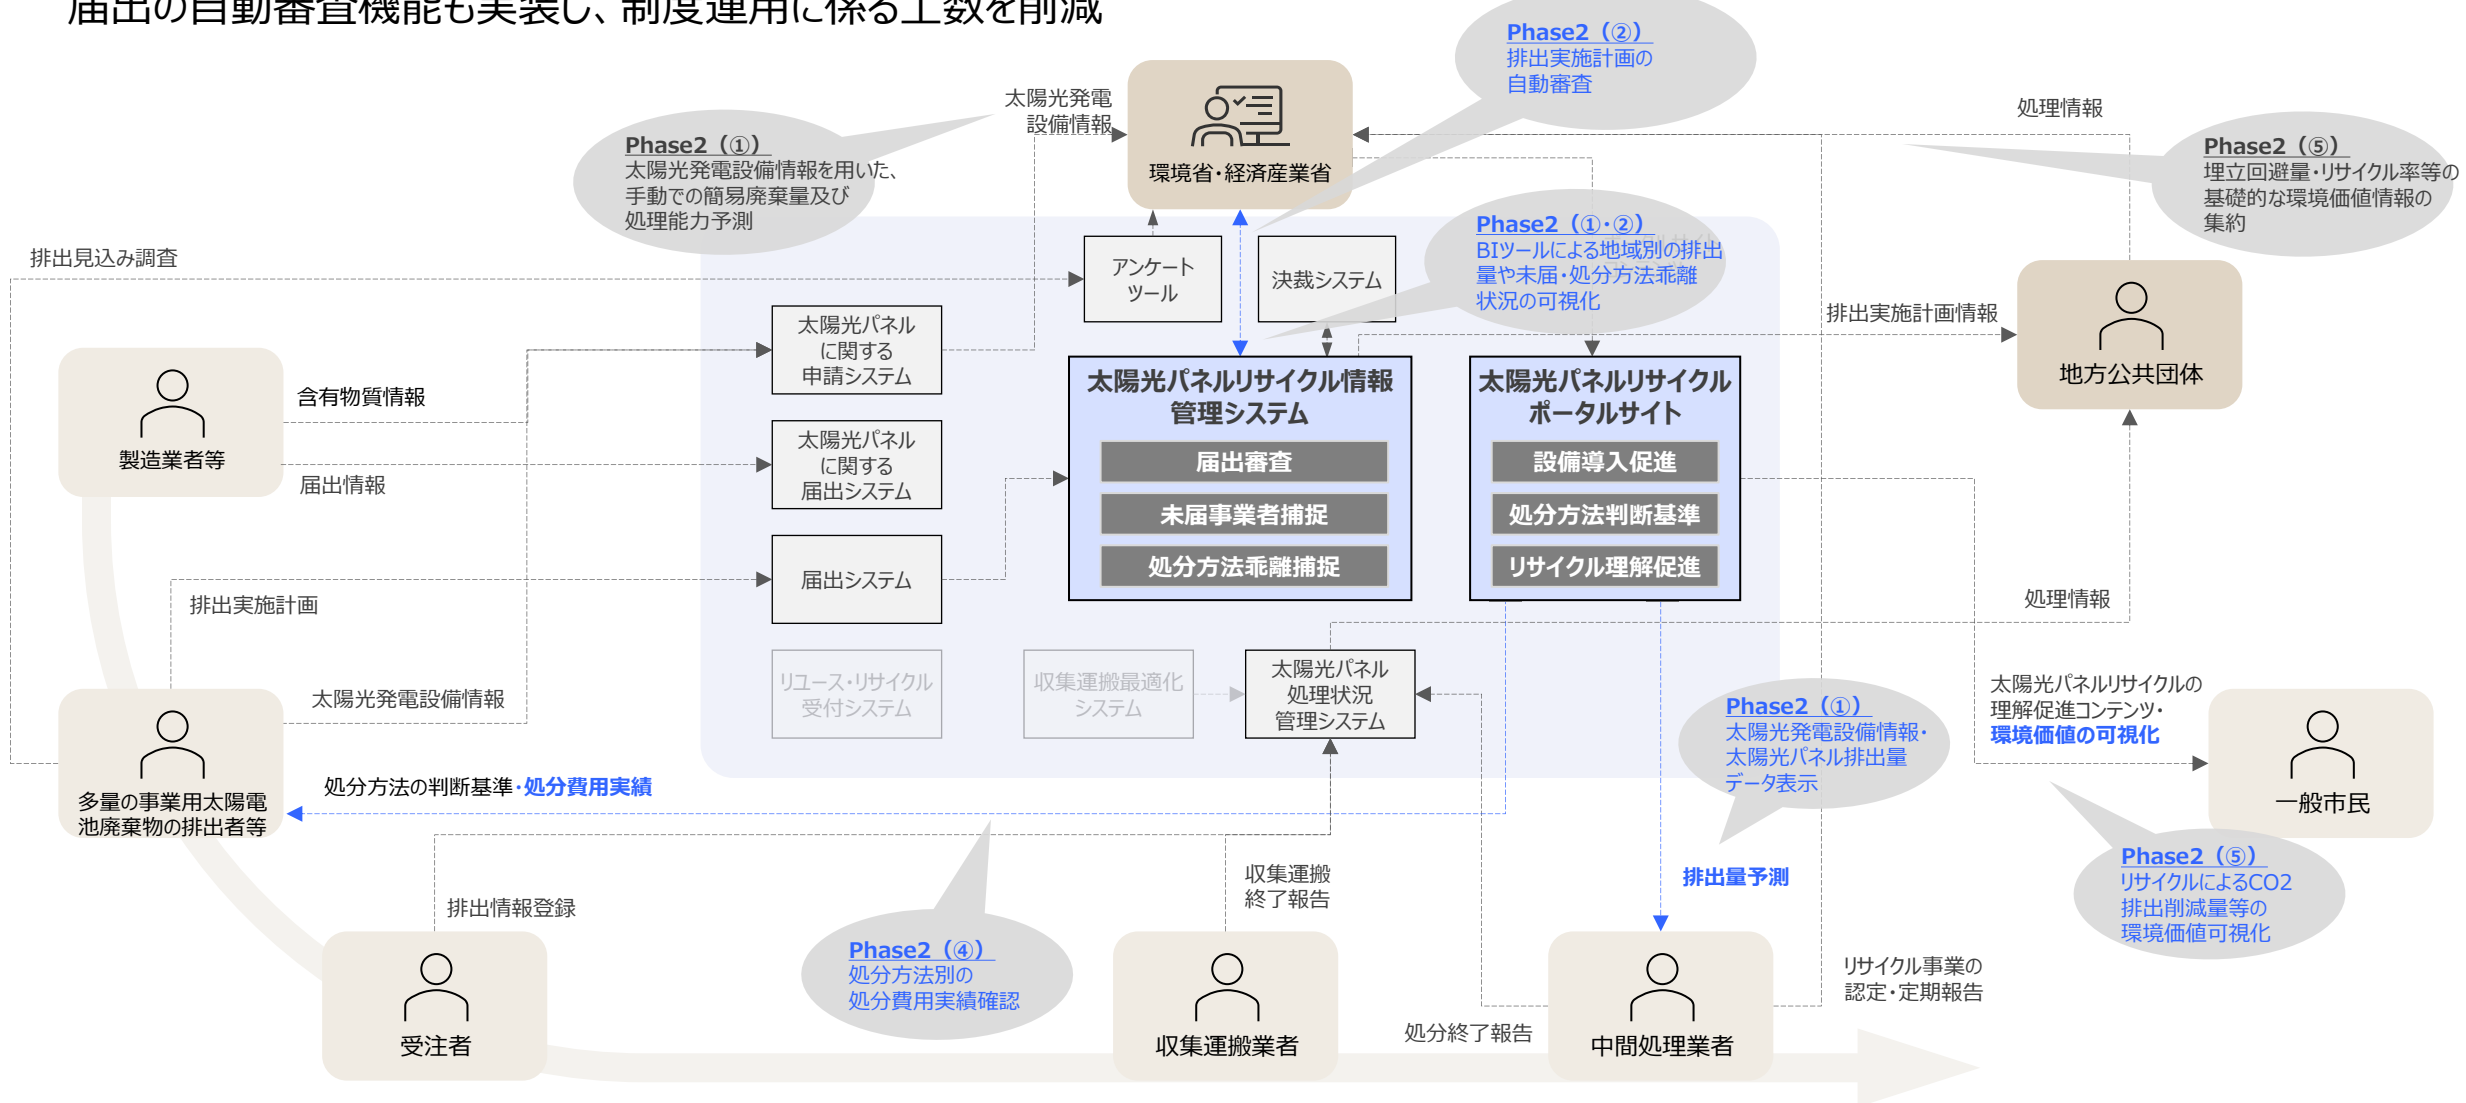 届出の自動審査機能も実装し、制度運用に係る工数を削減
Phase2（②）
排出実施計画の
自動審査
太陽光発電
設備情報
処理情報
Phase2（①）
太陽光発電設備情報を用いた、
手動での簡易廃棄量及び
処理能力予測
環境省・経済産業省
Phase2（⑤）
埋立回避量・リサイクル率等の
基礎的な環境価値情報の
集約
Phase2（①・②）
BIツールによる地域別の排出
量や未届・処分方法乖離
状況の可視化
排出見込み調査
アンケート
ツール
決裁システム
排出実施計画情報
太陽光パネル
に関する
申請システム
地方公共団体
太陽光パネルリサイクル情報
管理システム
届出審査
未届事業者捕捉
処分方法乖離捕捉
太陽光パネルリサイクル
ポータルサイト
設備導入促進
処分方法判断基準
リサイクル理解促進
含有物質情報
製造業者等
届出情報
太陽光パネル
に関する
届出システム
届出システム
排出実施計画
処理情報
リユース・リサイクル
受付システム
収集運搬最適化
システム
太陽光パネル
処理状況
管理システム
太陽光発電設備情報
Phase2（①）
太陽光発電設備情報・
太陽光パネル排出量
データ表示
太陽光パネルリサイクルの
理解促進コンテンツ・
環境価値の可視化
処分方法の判断基準・処分費用実績
多量の事業用太陽電
池廃棄物の排出者等
一般市民
Phase2（⑤）
リサイクルによるCO2
排出削減量等の
環境価値可視化
収集運搬
終了報告
排出量予測
排出情報登録
Phase2（④）
処分方法別の
処分費用実績確認
リサイクル事業の
認定・定期報告
処分終了報告
受注者
収集運搬業者
中間処理業者